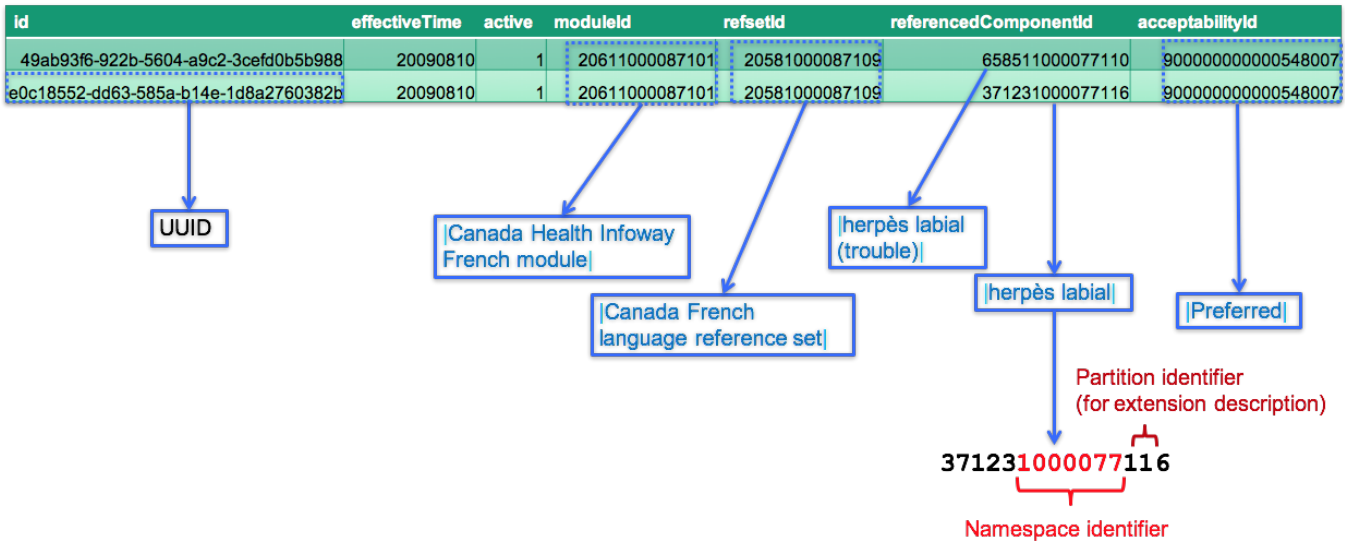 id effectiveTime active moduleId refsetId referencedComponentId acceptabilityId
49ab93f6-922b-5604-a9c2-3cefd0b5b988 20090810 1 20611000087101 20581000087109 658511000077110 900000000000548007
e0c18552-dd63-585a-b14e-1d8a2760382b 20090810 1 20611000087101 20581000087109 371231000077116 900000000000548007
UUID
|Canada Health Infoway
French module|
|herpès labial
(trouble)|
|Canada French
language reference set|
|herpès labial|
|Preferred|
Partition identifier
(for extension description)
371231000077116
Namespace identifier